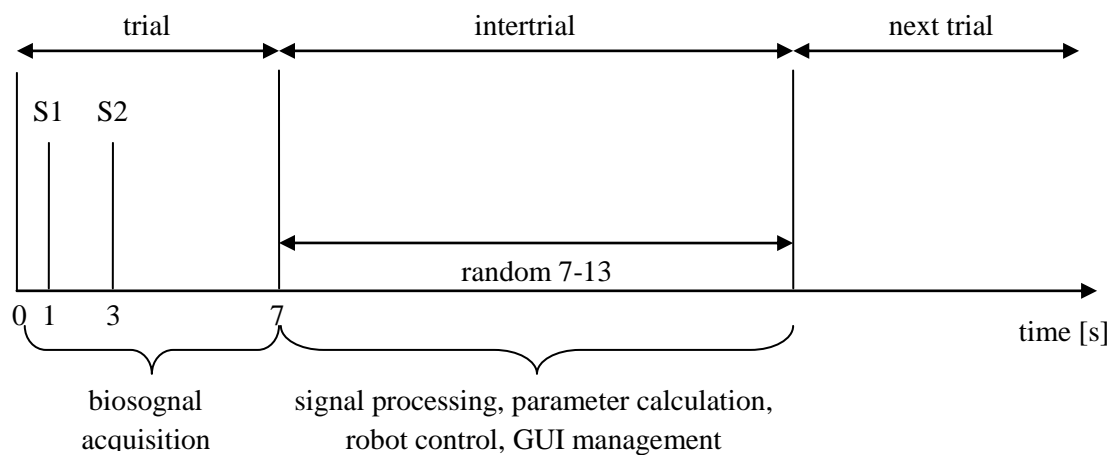 trial intertrial next trial
S1 S2
random 7-13
0 1 3 7
time [s]
biosognal
acquisition
signal processing, parameter calculation,
robot control, GUI management